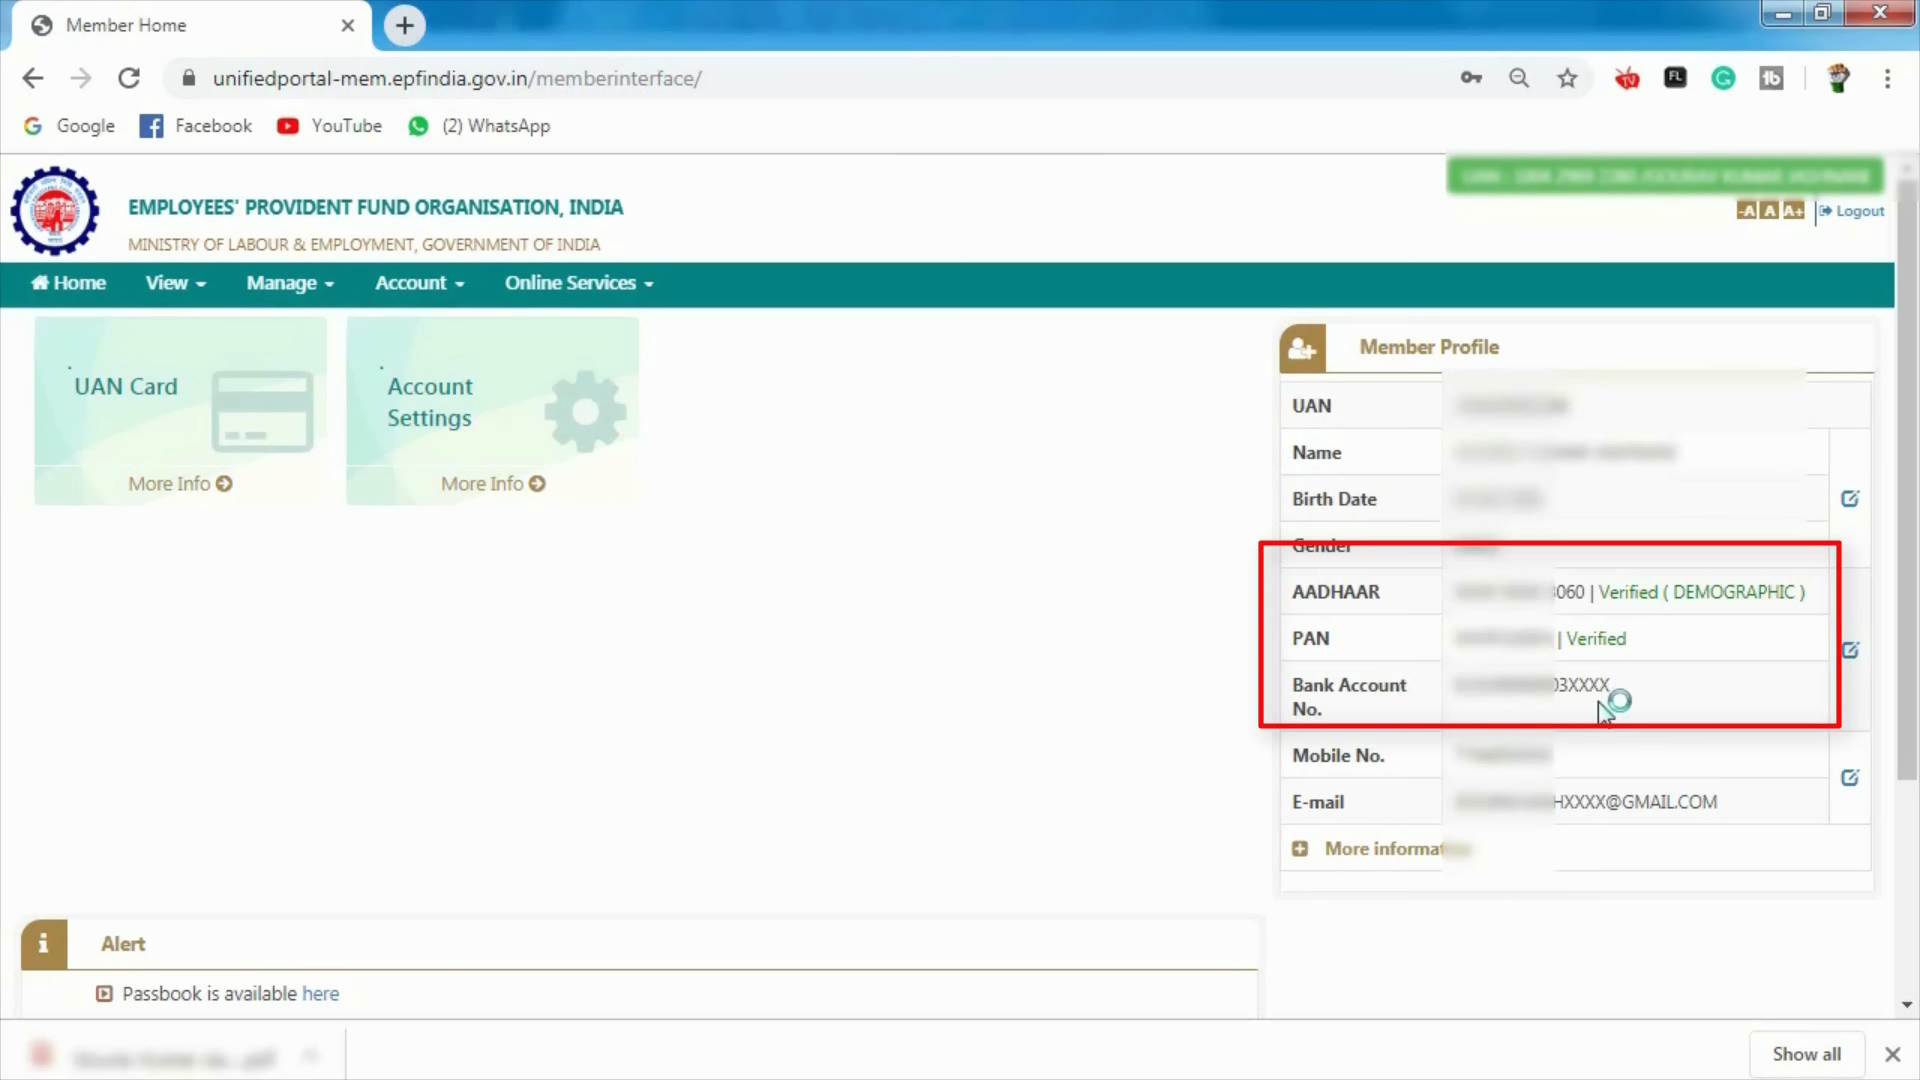 Member Home
unifiedportal-mem.epfindia.gov.in/memberinterface/
Google
Facebook
YouTube
(2) WhatsApp
EMPLOYEES' PROVIDENT FUND ORGANISATION, INDIA
MINISTRY OF LABOUR & EMPLOYMENT, GOVERNMENT OF INDIA
-A A A+
Logout
Home
View
Manage
Account
Online Services
UAN Card
More Info
Account
Settings
More Info
Member Profile
UAN
Name
Birth Date
Gender
AADHAAR
060 | Verified ( DEMOGRAPHIC )
PAN
| Verified
Bank Account
No.
03XXXX
Mobile No.
E-mail
HXXXX@GMAIL.COM
More
Alert
Passbook is available here
Show all